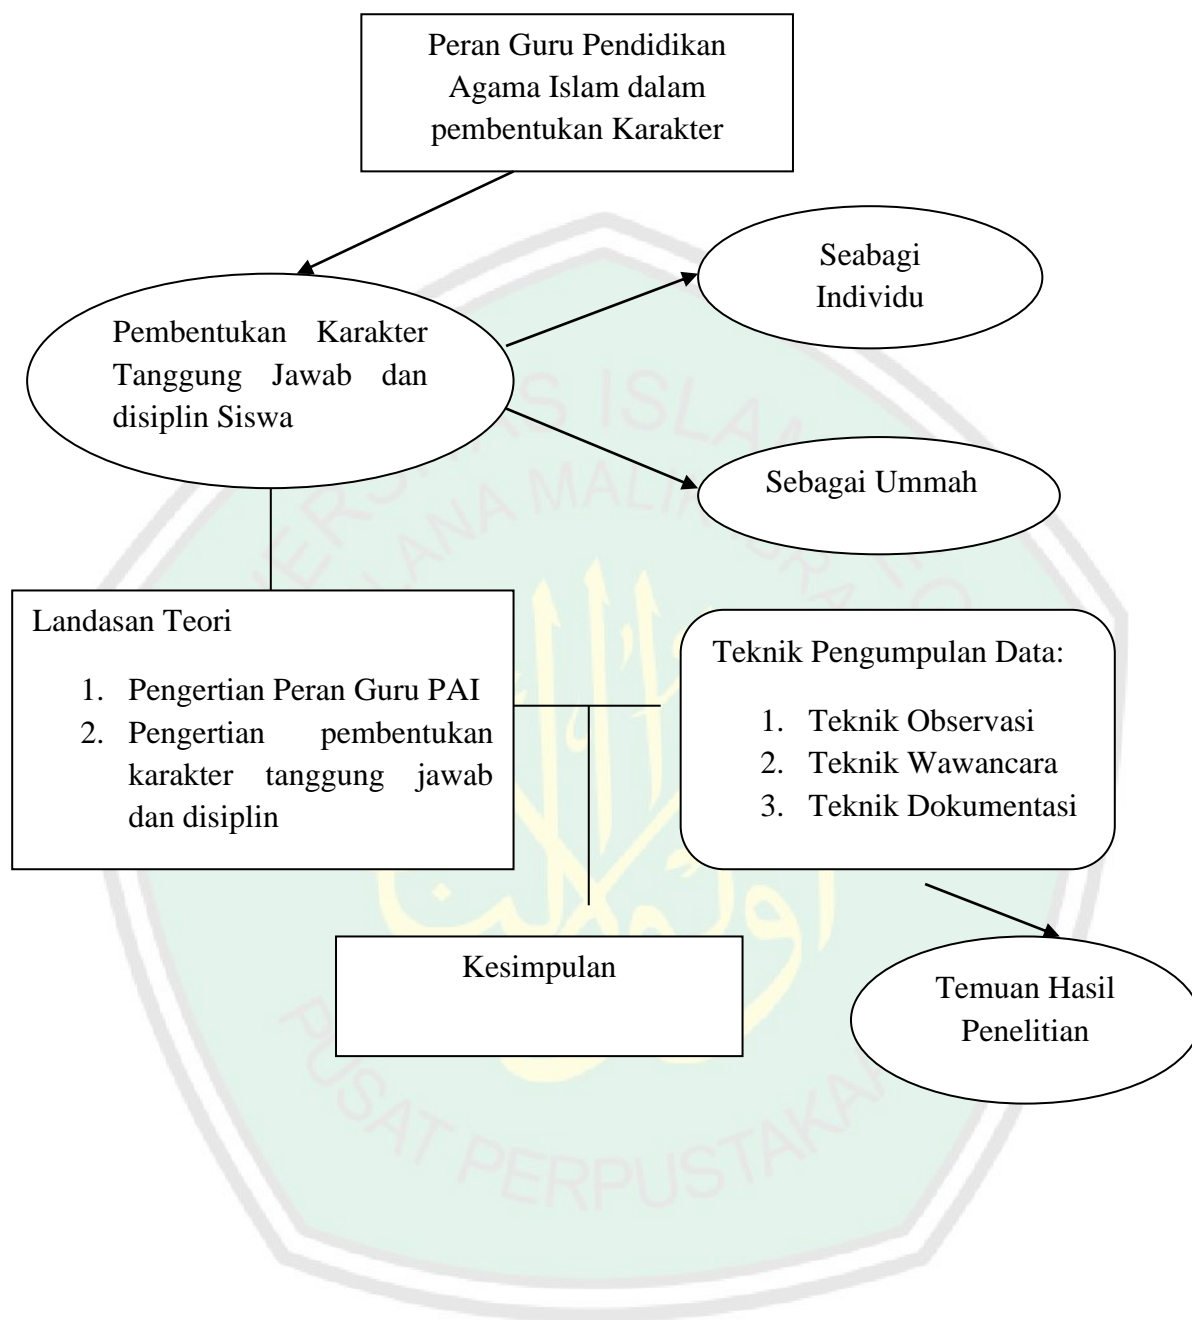 Peran Guru Pendidikan
Agama Islam dalam
pembentukan Karakter
Seabagi
Individu
Pembentukan Karakter
Tanggung Jawab dan
disiplin Siswa
Sebagai Ummah
Landasan Teori
1. Pengertian Peran Guru PAI
2. Pengertian pembentukan
karakter tanggung jawab
dan disiplin
Teknik Pengumpulan Data:
1. Teknik Observasi
2. Teknik Wawancara
3. Teknik Dokumentasi
Kesimpulan
Temuan Hasil
Penelitian
PUSAT PERPUSTAKAA